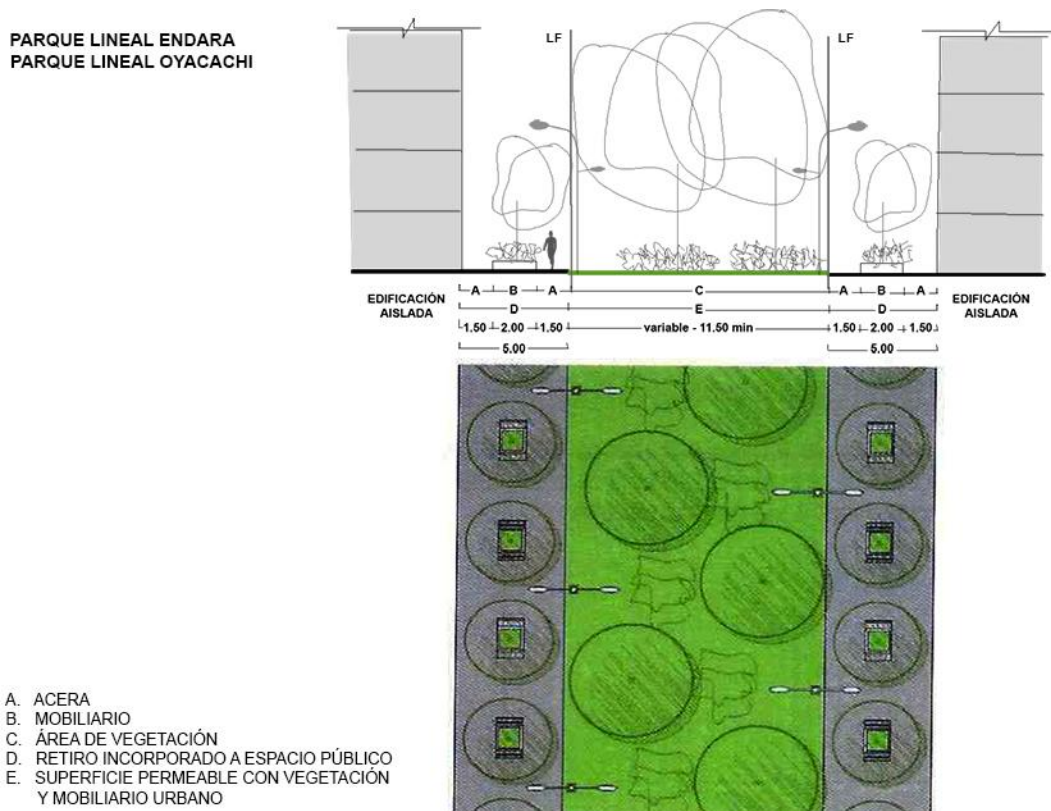 PARQUE LINEAL ENDARA
PARQUE LINEAL OYACACHI
LF LF
A B A C A B A
EDIFICACIÓN AISLADA
D E D
EDIFICACIÓN AISLADA
1.50 2.00 1.50 variable - 11.50 min 1.50 2.00 1.50
5.00 5.00
A. ACERA
B. MOBILIARIO
C. ÁREA DE VEGETACIÓN
D. RETIRO INCORPORADO A ESPACIO PÚBLICO
E. SUPERFICIE PERMEABLE CON VEGETACIÓN
Y MOBILIARIO URBANO